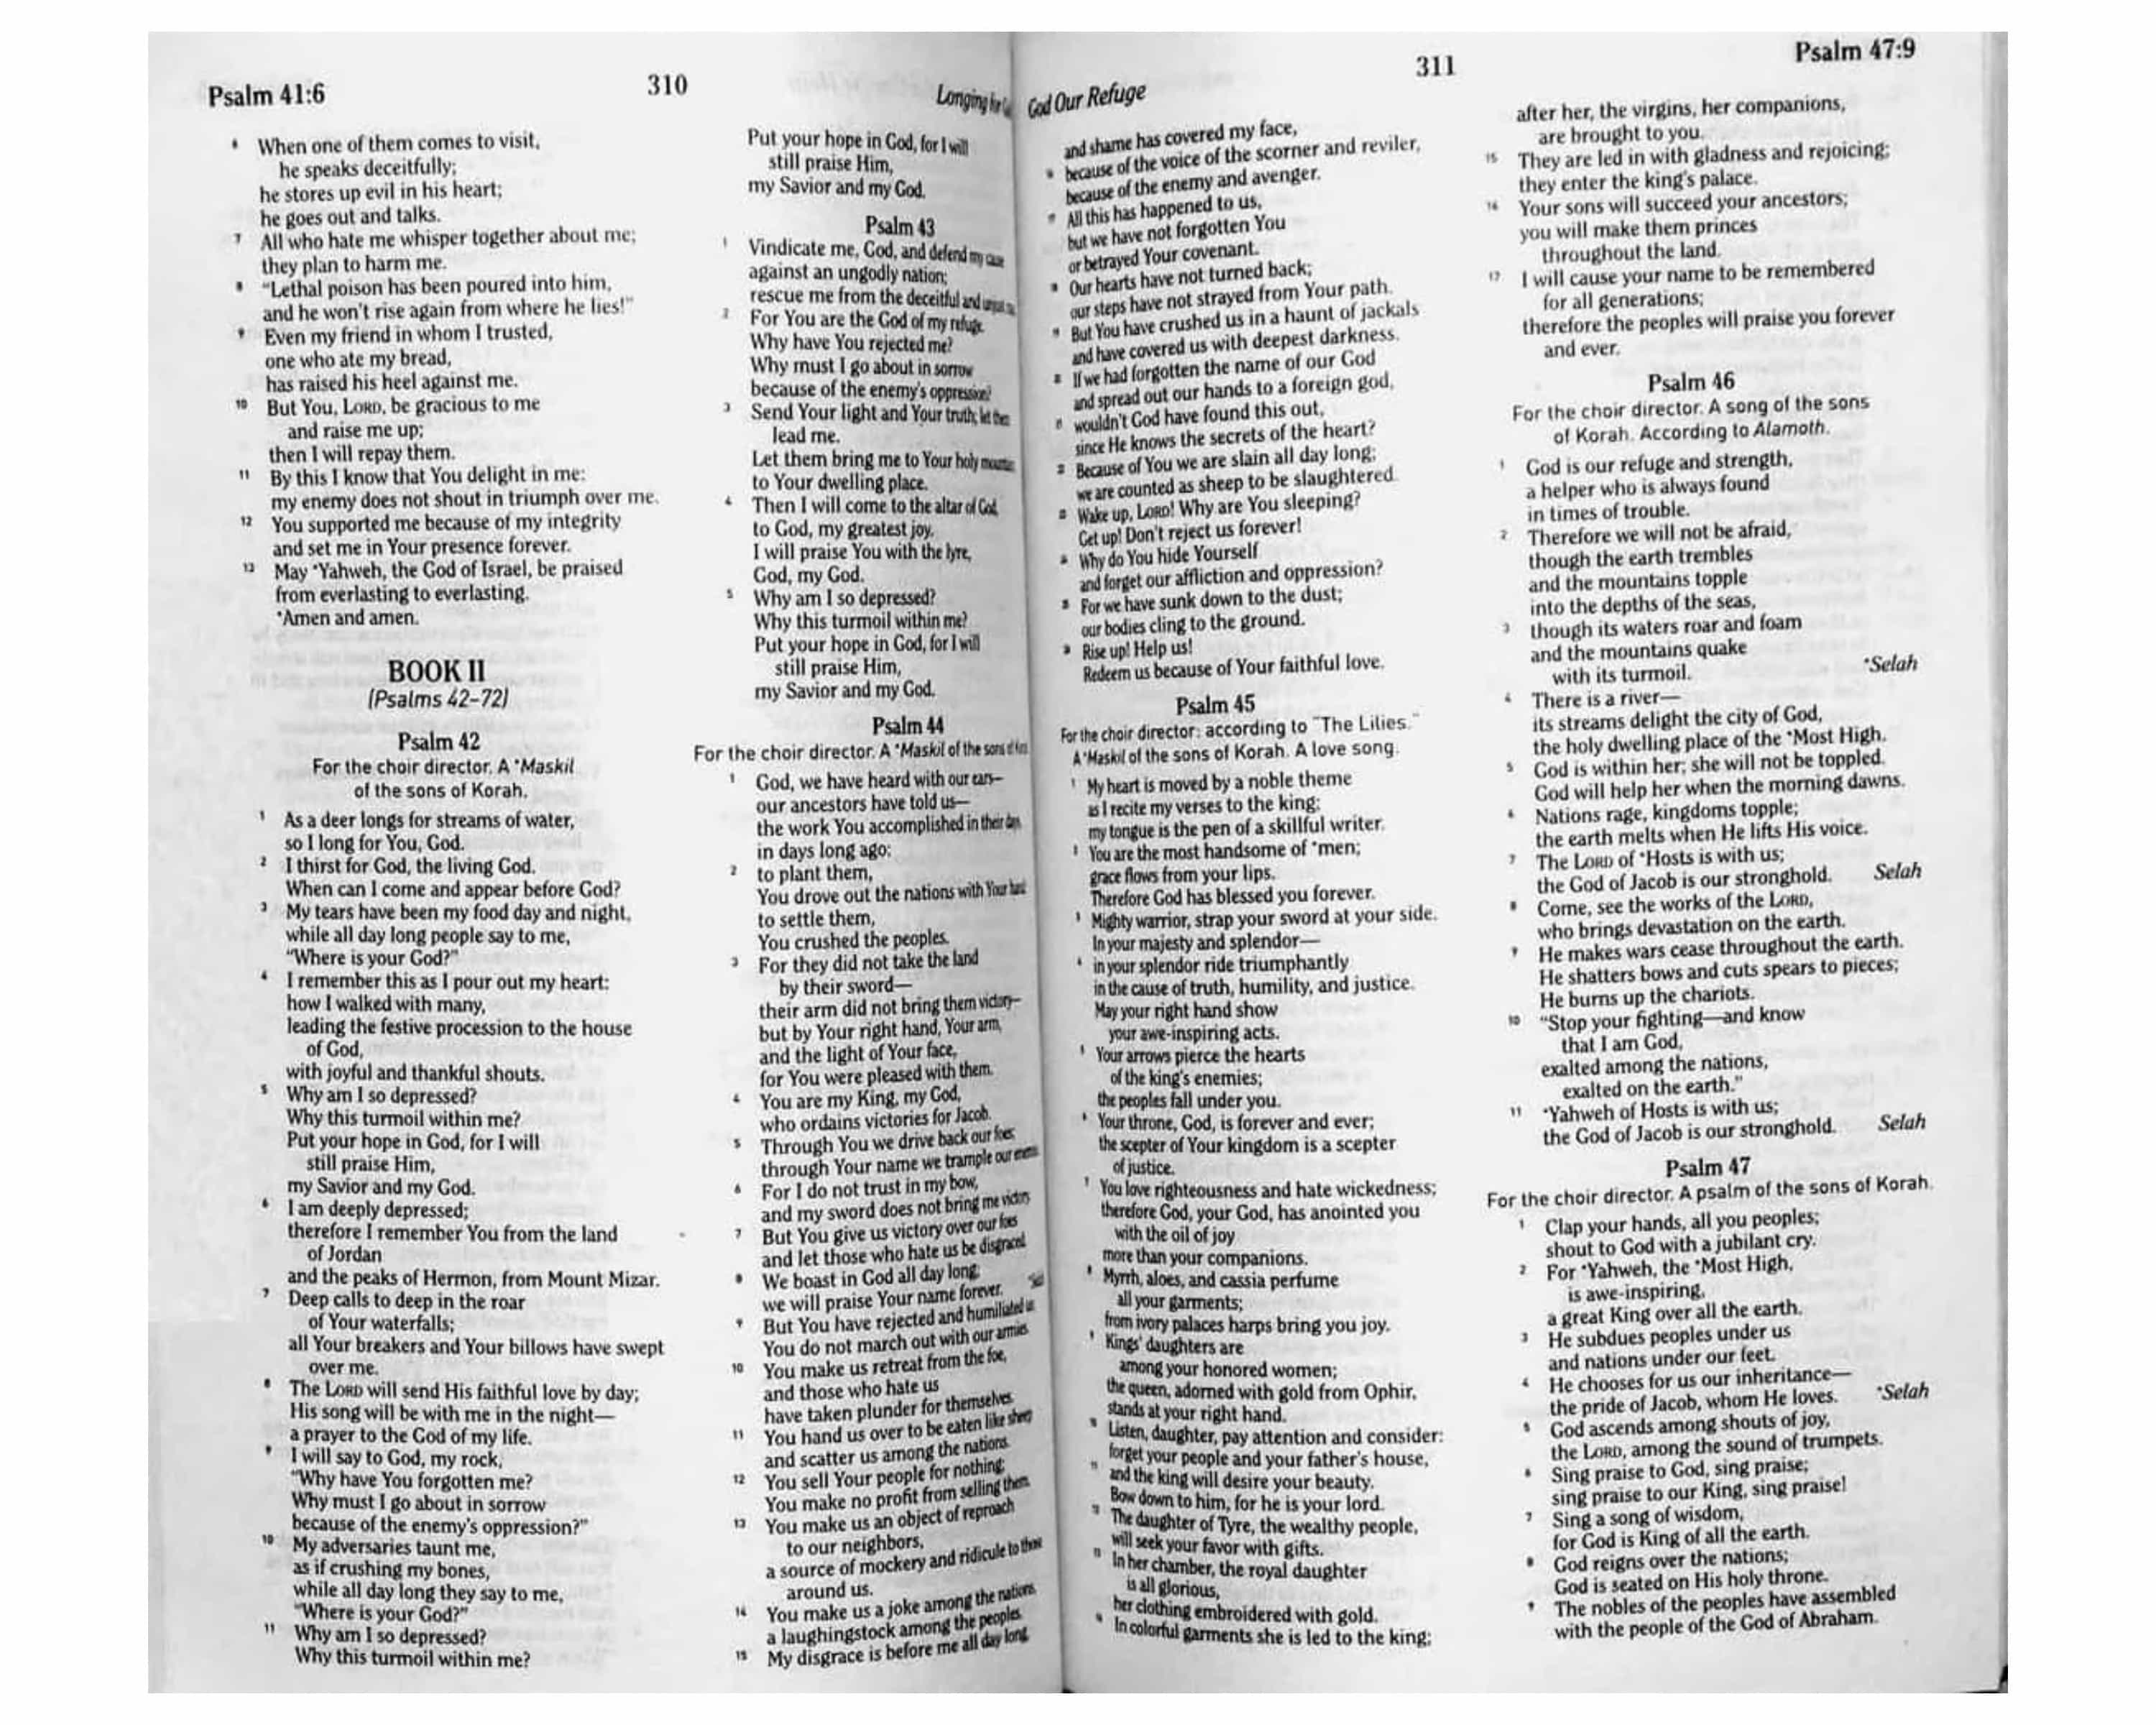 Psalm 41:6
310
Longing for
6 When one of them comes to visit,
he speaks deceitfully;
he stores up evil in his heart;
he goes out and talks.
7 All who hate me whisper together about me;
they plan to harm me.
8 "Lethal poison has been poured into him,
and he won't rise again from where he lies!"
9 Even my friend in whom I trusted,
one who ate my bread,
has raised his heel against me.
10 But You, LORD, be gracious to me
and raise me up;
then I will repay them.
11 By this I know that You delight in me:
my enemy does not shout in triumph over me.
12 You supported me because of my integrity
and set me in Your presence forever.
13 May •Yahweh, the God of Israel, be praised
from everlasting to everlasting.
•Amen and amen.
BOOK II
(Psalms 42–72)
Psalm 42
For the choir director. A •Maskil
of the sons of Korah.
1 As a deer longs for streams of water,
so I long for You, God.
2 I thirst for God, the living God.
When can I come and appear before God?
3 My tears have been my food day and night,
while all day long people say to me,
"Where is your God?"
4 I remember this as I pour out my heart:
how I walked with many,
leading the festive procession to the house
of God,
with joyful and thankful shouts.
5 Why am I so depressed?
Why this turmoil within me?
Put your hope in God, for I will
still praise Him,
my Savior and my God.
6 I am deeply depressed;
therefore I remember You from the land
of Jordan
and the peaks of Hermon, from Mount Mizar.
7 Deep calls to deep in the roar
of Your waterfalls;
all Your breakers and Your billows have swept
over me.
8 The LORD will send His faithful love by day;
His song will be with me in the night—
a prayer to the God of my life.
9 I will say to God, my rock,
"Why have You forgotten me?
Why must I go about in sorrow
because of the enemy's oppression?"
10 My adversaries taunt me,
as if crushing my bones,
while all day long they say to me,
"Where is your God?"
11 Why am I so depressed?
Why this turmoil within me?
Put your hope in God, for I will
still praise Him,
my Savior and my God.
Psalm 43
1 Vindicate me, God, and defend my case
against an ungodly nation;
rescue me from the deceitful and
2 For You are the God of my refuge.
Why have You rejected me?
Why must I go about in sorrow
because of the enemy's oppression?
3 Send Your light and Your truth; let them
lead me.
Let them bring me to Your holy mountain,
to Your dwelling place.
4 Then I will come to the altar of God,
to God, my greatest joy.
I will praise You with the lyre,
God, my God.
5 Why am I so depressed?
Why this turmoil within me?
Put your hope in God, for I will
still praise Him,
my Savior and my God.
Psalm 44
For the choir director. A •Maskil of the sons of
1 God, we have heard with our ears—
our ancestors have told us—
the work You accomplished in their days,
in days long ago:
2 to plant them,
You drove out the nations with Your hand;
to settle them,
You crushed the peoples.
3 For they did not take the land
by their sword—
their arm did not bring them victory—
but by Your right hand, Your arm,
and the light of Your face,
for You were pleased with them.
4 You are my King, my God,
who ordains victories for Jacob.
5 Through You we drive back our foes;
through Your name we trample our enemies.
6 For I do not trust in my bow,
and my sword does not bring me victory.
7 But You give us victory over our foes
and let those who hate us be disgraced.
8 We boast in God all day long;
we will praise Your name forever. Selah
9 But You have rejected and humiliated us;
You do not march out with our armies.
10 You make us retreat from the foe,
and those who hate us
have taken plunder for themselves.
11 You hand us over to be eaten like sheep
and scatter us among the nations.
12 You sell Your people for nothing;
You make no profit from selling them.
13 You make us an object of reproach
to our neighbors,
a source of mockery and ridicule to those
around us.
14 You make us a joke among the nations,
a laughingstock among the peoples.
15 My disgrace is before me all day long,
God Our Refuge
311
Psalm 47:9
and shame has covered my face,
16 because of the voice of the scorner and reviler,
because of the enemy and avenger.
17 All this has happened to us,
but we have not forgotten You
or betrayed Your covenant.
18 Our hearts have not turned back;
our steps have not strayed from Your path.
19 But You have crushed us in a haunt of jackals
and have covered us with deepest darkness.
20 If we had forgotten the name of our God
and spread out our hands to a foreign god,
21 wouldn't God have found this out,
since He knows the secrets of the heart?
22 Because of You we are slain all day long;
we are counted as sheep to be slaughtered.
23 Wake up, LORD! Why are You sleeping?
Get up! Don't reject us forever!
24 Why do You hide Yourself
and forget our affliction and oppression?
25 For we have sunk down to the dust;
our bodies cling to the ground.
26 Rise up! Help us!
Redeem us because of Your faithful love.
Psalm 45
For the choir director: according to "The Lilies."
A •Maskil of the sons of Korah. A love song.
1 My heart is moved by a noble theme
as I recite my verses to the king;
my tongue is the pen of a skillful writer.
2 You are the most handsome of •men;
grace flows from your lips.
Therefore God has blessed you forever.
3 Mighty warrior, strap your sword at your side.
In your majesty and splendor—
4 in your splendor ride triumphantly
in the cause of truth, humility, and justice.
May your right hand show
your awe-inspiring acts.
5 Your arrows pierce the hearts
of the king's enemies;
the peoples fall under you.
6 Your throne, God, is forever and ever;
the scepter of Your kingdom is a scepter
of justice.
7 You love righteousness and hate wickedness;
therefore God, your God, has anointed you
with the oil of joy
more than your companions.
8 Myrrh, aloes, and cassia perfume
all your garments;
from ivory palaces harps bring you joy.
9 Kings' daughters are
among your honored women;
the queen, adorned with gold from Ophir,
stands at your right hand.
10 Listen, daughter, pay attention and consider:
forget your people and your father's house,
11 and the king will desire your beauty.
Bow down to him, for he is your lord.
12 The daughter of Tyre, the wealthy people,
will seek your favor with gifts.
13 In her chamber, the royal daughter
is all glorious,
her clothing embroidered with gold.
14 In colorful garments she is led to the king;
after her, the virgins, her companions,
are brought to you.
15 They are led in with gladness and rejoicing;
they enter the king's palace.
16 Your sons will succeed your ancestors;
you will make them princes
throughout the land.
17 I will cause your name to be remembered
for all generations;
therefore the peoples will praise you forever
and ever.
Psalm 46
For the choir director. A song of the sons
of Korah. According to Alamoth.
1 God is our refuge and strength,
a helper who is always found
in times of trouble.
2 Therefore we will not be afraid,
though the earth trembles
and the mountains topple
into the depths of the seas,
3 though its waters roar and foam
and the mountains quake
with its turmoil. •Selah
4 There is a river—
its streams delight the city of God,
the holy dwelling place of the •Most High.
5 God is within her; she will not be toppled.
God will help her when the morning dawns.
6 Nations rage, kingdoms topple;
the earth melts when He lifts His voice.
7 The LORD of •Hosts is with us;
the God of Jacob is our stronghold. Selah
8 Come, see the works of the LORD,
who brings devastation on the earth.
9 He makes wars cease throughout the earth.
He shatters bows and cuts spears to pieces;
He burns up the chariots.
10 "Stop your fighting—and know
that I am God,
exalted among the nations,
exalted on the earth."
11 •Yahweh of Hosts is with us;
the God of Jacob is our stronghold. Selah
Psalm 47
For the choir director. A psalm of the sons of Korah.
1 Clap your hands, all you peoples;
shout to God with a jubilant cry.
2 For •Yahweh, the •Most High,
is awe-inspiring,
a great King over all the earth.
3 He subdues peoples under us
and nations under our feet.
4 He chooses for us our inheritance—
the pride of Jacob, whom He loves. •Selah
5 God ascends among shouts of joy,
the LORD, among the sound of trumpets.
6 Sing praise to God, sing praise;
sing praise to our King, sing praise!
7 Sing a song of wisdom,
for God is King of all the earth.
8 God reigns over the nations;
God is seated on His holy throne.
9 The nobles of the peoples have assembled
with the people of the God of Abraham.